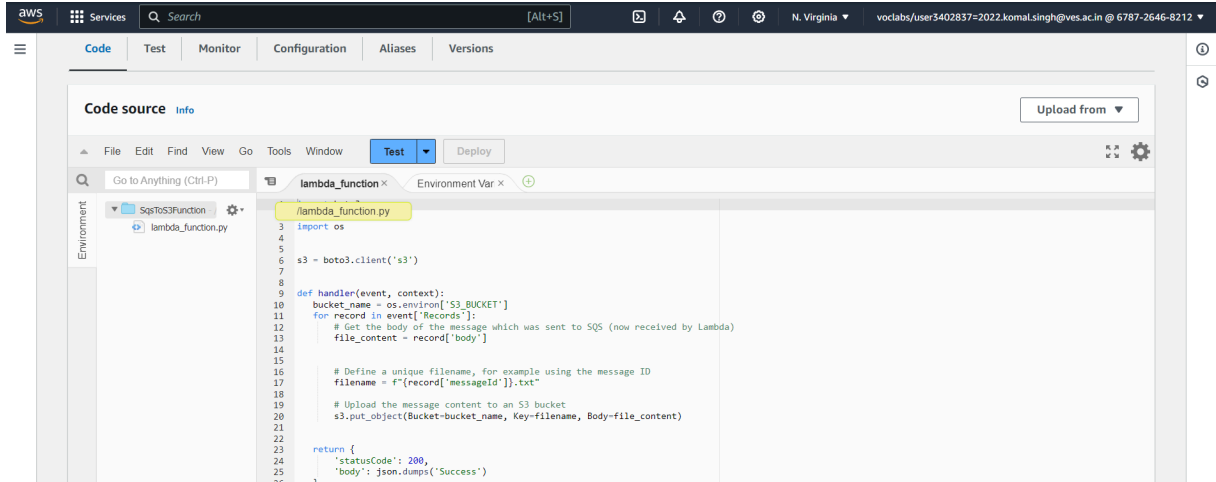 aws Services Search [Alt+S] N. Virginia ▼ voclabs/user3402837=2022.komal.singh@ves.ac.in @ 6787-2646-8212 ▼
Code Test Monitor Configuration Aliases Versions
Code source Info
Upload from ▼
File Edit Find View Go Tools Window Test Deploy
Go to Anything (Ctrl-P)
lambda_function × Environment Var ×
Environment
SqsToS3Function
lambda_function.py
/lambda_function.py
3 import os
4
5
6 s3 = boto3.client('s3')
7
8
9 def handler(event, context):
10 bucket_name = os.environ['S3_BUCKET']
11 for record in event['Records']:
12 # Get the body of the message which was sent to SQS (now received by Lambda)
13 file_content = record['body']
14
15
16 # Define a unique filename, for example using the message ID
17 filename = f"{record['messageId']}.txt"
18
19 # Upload the message content to an S3 bucket
20 s3.put_object(Bucket=bucket_name, Key=filename, Body=file_content)
21
22
23 return {
24 'statusCode': 200,
25 'body': json.dumps('Success')